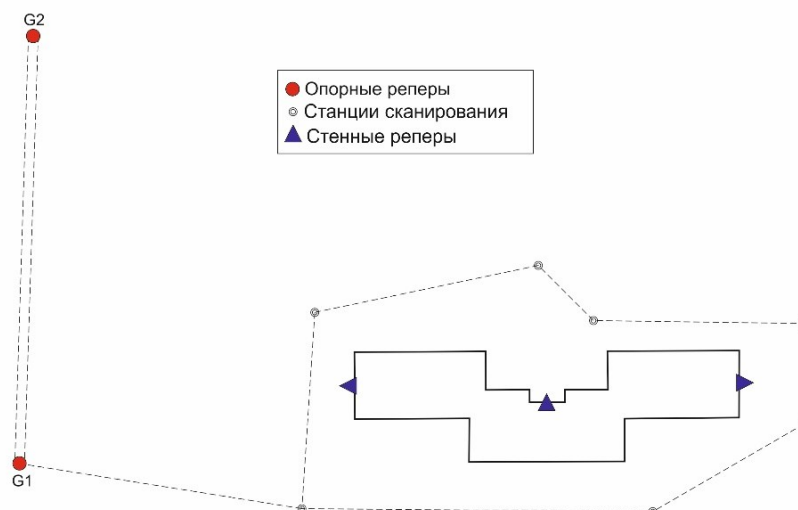 G2
Опорные реперы
Станции сканирования
Стенные реперы
G1